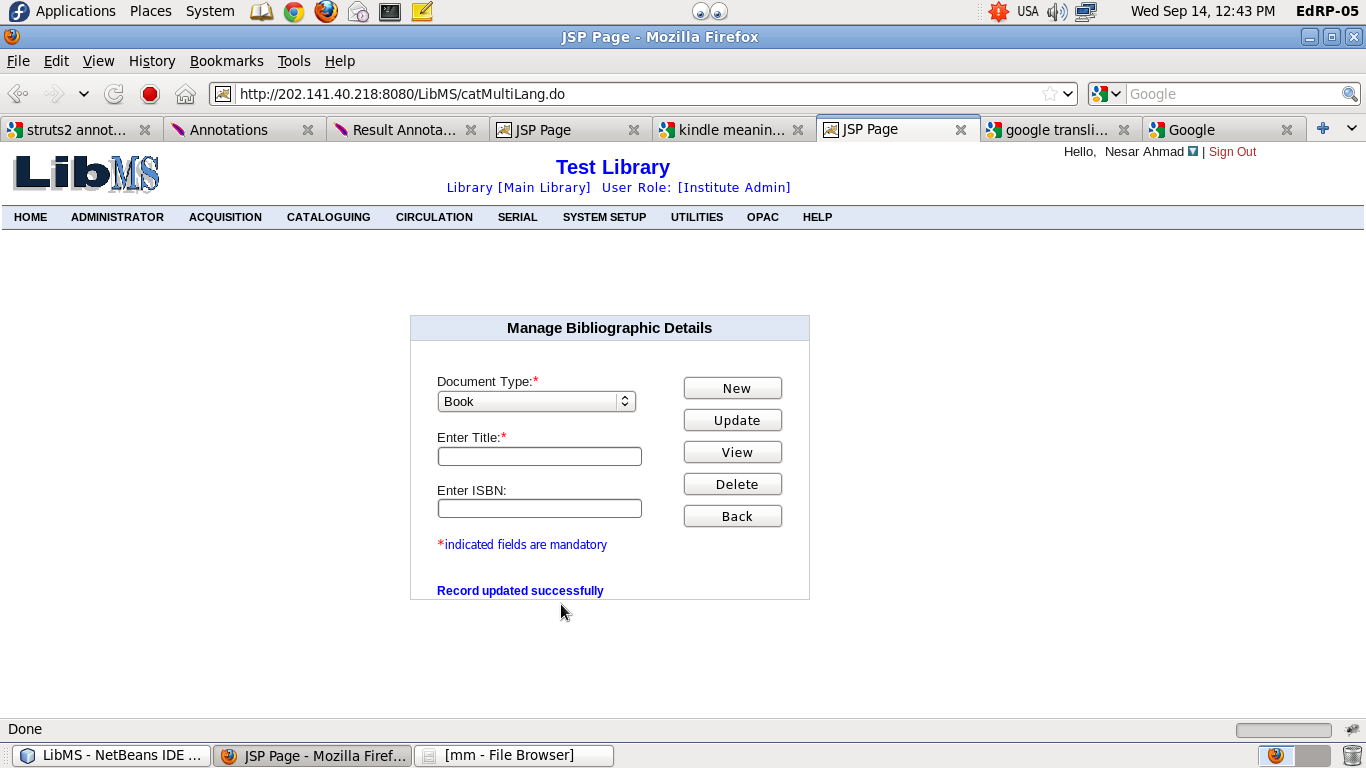 Applications Places System USA Wed Sep 14, 12:43 PM EdRP-05
JSP Page - Mozilla Firefox
File Edit View History Bookmarks Tools Help
http://202.141.40.218:8080/LibMS/catMultiLang.do Google
struts2 annot... Annotations Result Annota... JSP Page kindle meanin... JSP Page google transli... Google
Hello, Nesar Ahmad | Sign Out
LibMS
Test Library
Library [Main Library] User Role: [Institute Admin]
HOME ADMINISTRATOR ACQUISITION CATALOGUING CIRCULATION SERIAL SYSTEM SETUP UTILITIES OPAC HELP
Manage Bibliographic Details
Document Type:*
New
Book
Update
Enter Title:*
View
Delete
Enter ISBN:
Back
*indicated fields are mandatory
Record updated successfully
Done
LibMS - NetBeans IDE ... JSP Page - Mozilla Firef... [mm - File Browser]